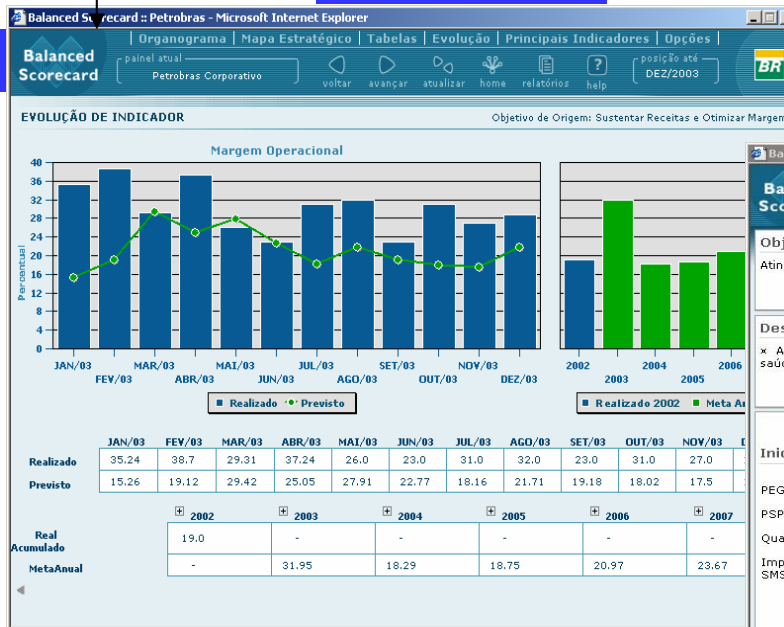 Balanced Scorecard :: Petrobras - Microsoft Internet Explorer
Balanced Scorecard
Organograma | Mapa Estratégico | Tabelas | Evolução | Principais Indicadores | Opções |
painel atual
Petrobras Corporativo
voltar avançar atualizar home relatórios help
posição até
DEZ/2003
BR
EVOLUÇÃO DE INDICADOR
Objetivo de Origem: Sustentar Receitas e Otimizar Margem
Margem Operacional
Percentual
40
36
32
28
24
20
16
12
8
4
0
JAN/03 FEV/03 MAR/03 ABR/03 MAI/03 JUN/03 JUL/03 AGO/03 SET/03 OUT/03 NOV/03 DEZ/03
Realizado Previsto
2002 2003 2004 2005 2006
Realizado 2002 Meta
JAN/03 FEV/03 MAR/03 ABR/03 MAI/03 JUN/03 JUL/03 AGO/03 SET/03 OUT/03 NOV/03
Realizado 35.24 38.7 29.31 37.24 26.0 23.0 31.0 32.0 23.0 31.0 27.0
Previsto 15.26 19.12 29.42 25.05 27.91 22.77 18.16 21.71 19.18 18.02 17.5
2002 2003 2004 2005 2006 2007
Real Acumulado 19.0 - - - - -
MetaAnual - 31.95 18.29 18.75 20.97 23.67
Ba
Ba
Sco
Obj
Atin
Des
× A
saúd
Inic
PEG
PSP
Qua
Imp
SMS